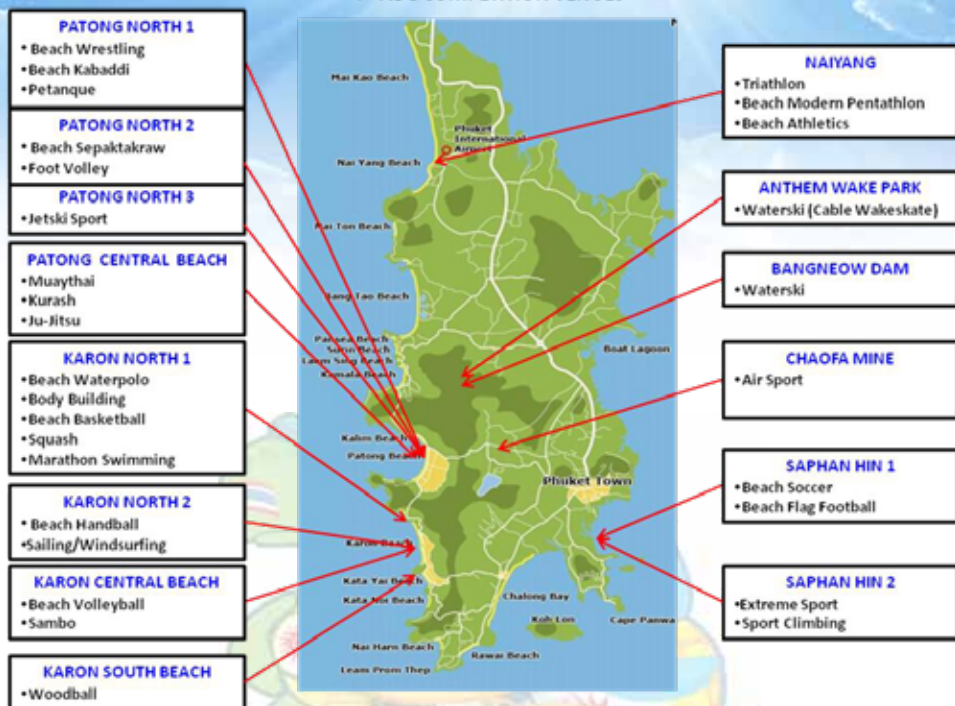 PATONG NORTH 1
• Beach Wrestling
• Beach Kabaddi
• Petanque
PATONG NORTH 2
• Beach Sepaktakraw
• Foot Volley
PATONG NORTH 3
• Jetski Sport
PATONG CENTRAL BEACH
• Muaythai
• Kurash
• Ju-Jitsu
KARON NORTH 1
• Beach Waterpolo
• Body Building
• Beach Basketball
• Squash
• Marathon Swimming
KARON NORTH 2
• Beach Handball
• Sailing/Windsurfing
KARON CENTRAL BEACH
• Beach Volleyball
• Sambo
KARON SOUTH BEACH
• Woodball
Mai Kao Beach
Phuket
International
Airport
Nai Yang Beach
Nai Ton Beach
Bang Tao Beach
Pansea Beach
Surin Beach
Laem Sing Beach
Kamala Beach
Boat Lagoon
Kalim Beach
Patong Beach
Phuket Town
Karon Beach
Kata Yai Beach
Kata Noi Beach
Chalong Bay
Koh Lon
Cape Panwa
Nai Harn Beach
Rawai Beach
Leam Prom Thep
NAIYANG
• Triathlon
• Beach Modern Pentathlon
• Beach Athletics
ANTHEM WAKE PARK
• Waterski (Cable Wakeskate)
BANGNEOW DAM
• Waterski
CHAOFA MINE
• Air Sport
SAPHAN HIN 1
• Beach Soccer
• Beach Flag Football
SAPHAN HIN 2
• Extreme Sport
• Sport Climbing